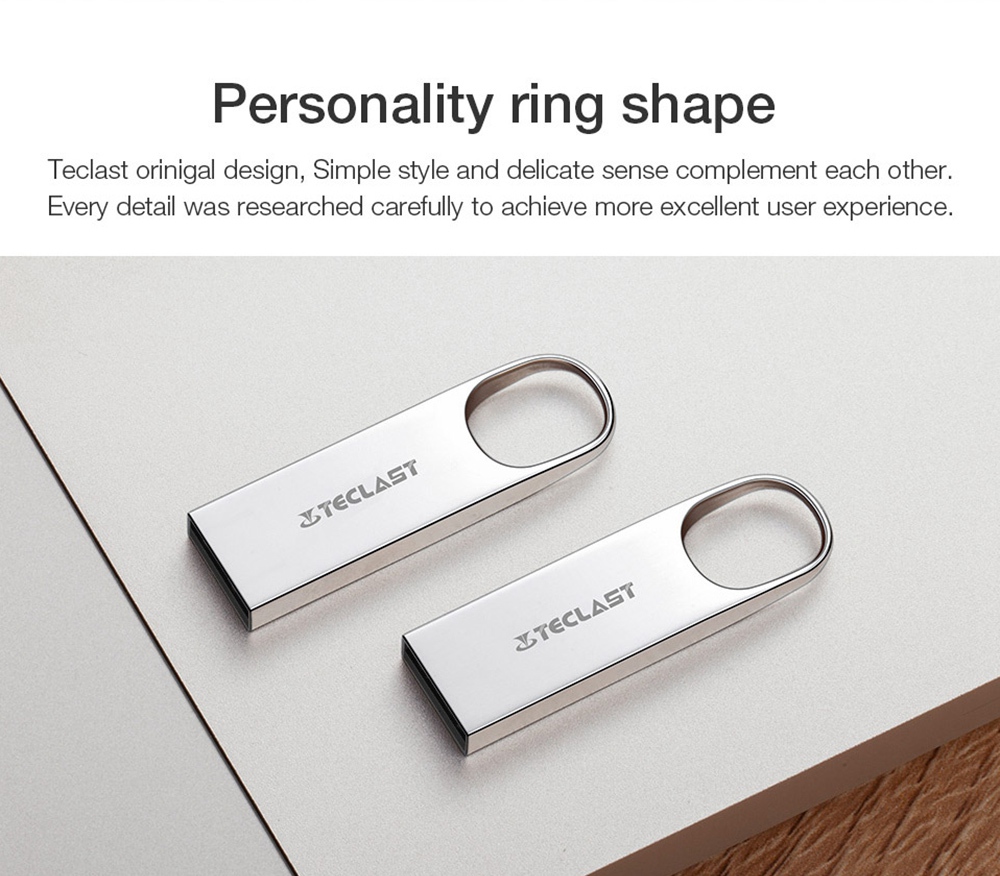 Personality ring shape
Teclast orinigal design, Simple style and delicate sense complement each other.
Every detail was researched carefully to achieve more excellent user experience.
TECLAST
TECLAST